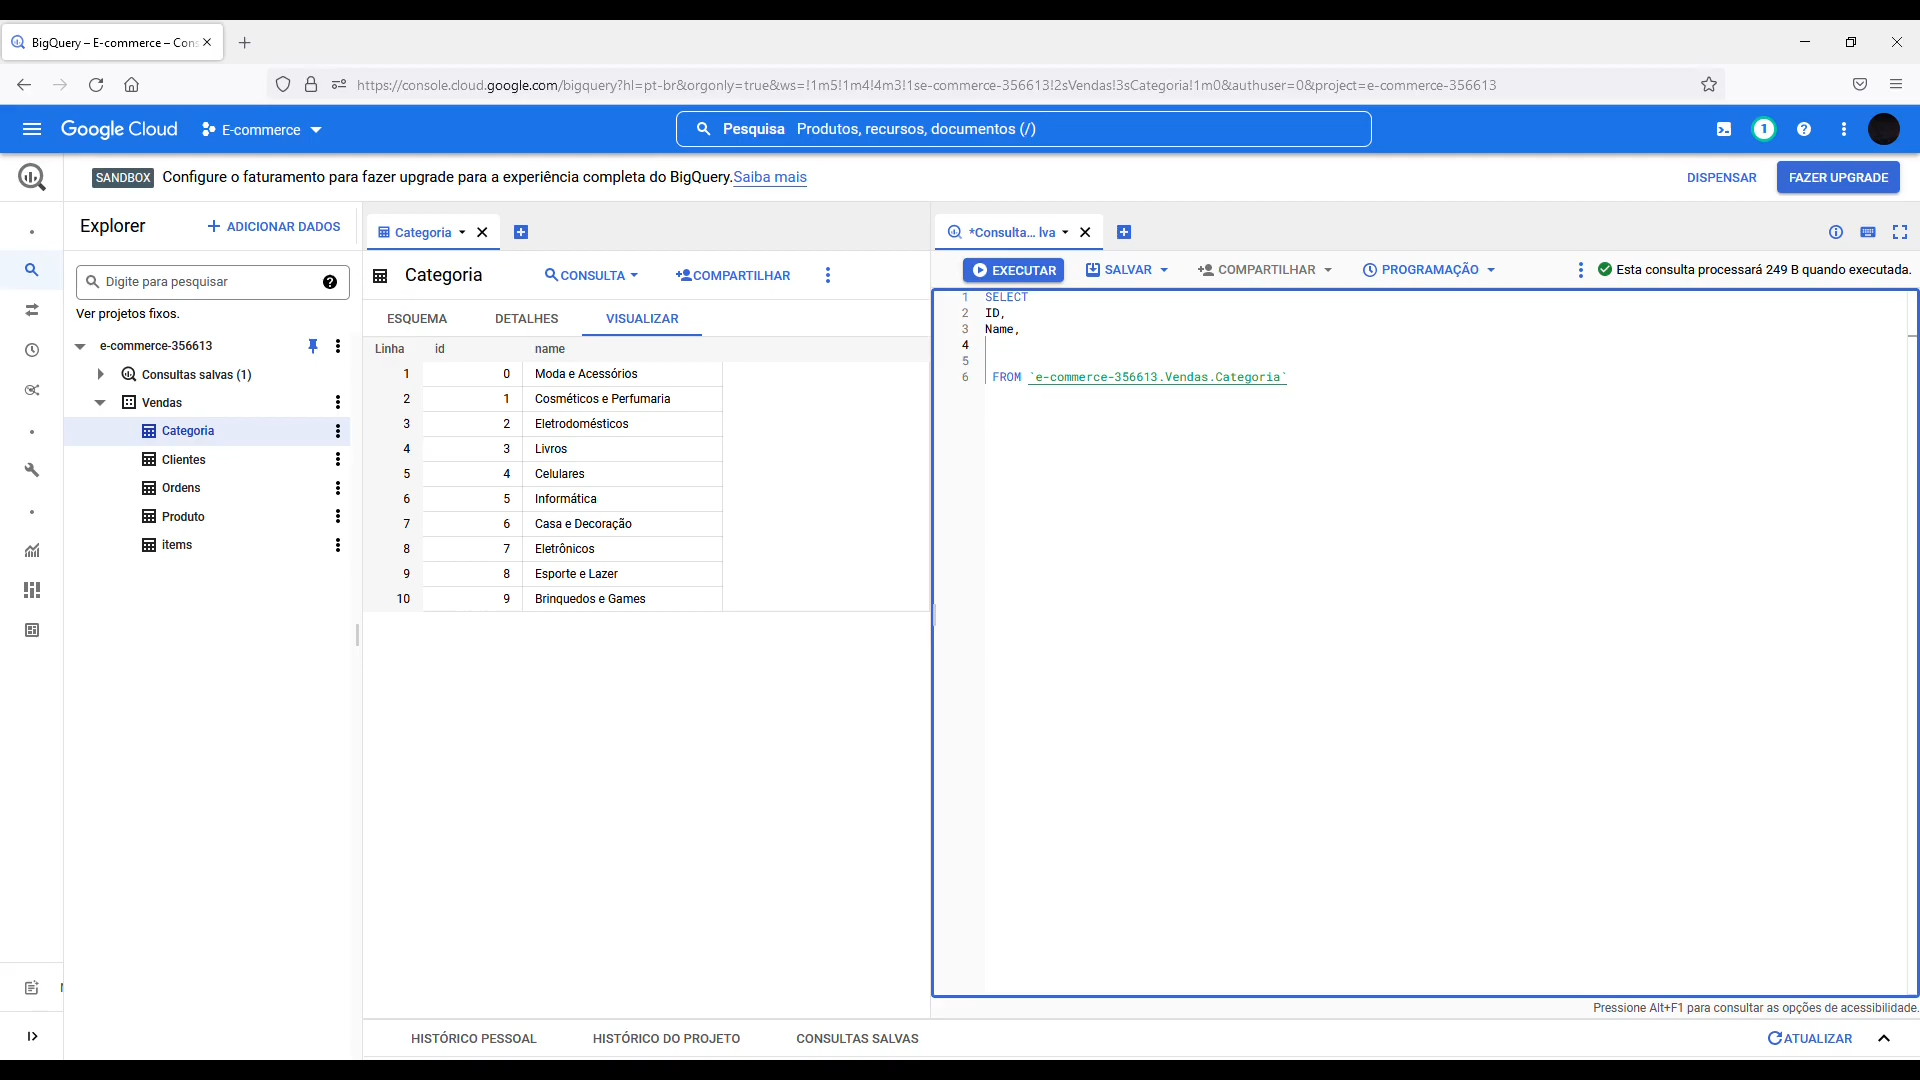 BigQuery – E-commerce – Cons
https://console.cloud.google.com/bigquery?hl=pt-br&orgonly=true&ws=!1m5!1m4!4m3!1se-commerce-356613!2sVendas!3sCategoria!1m0&authuser=0&project=e-commerce-356613
Google Cloud
E-commerce
Pesquisa Produtos, recursos, documentos (/)
1
SANDBOX Configure o faturamento para fazer upgrade para a experiência completa do BigQuery. Saiba mais
DISPENSAR
FAZER UPGRADE
Explorer
ADICIONAR DADOS
Digite para pesquisar
Ver projetos fixos.
e-commerce-356613
Consultas salvas (1)
Vendas
Categoria
Clientes
Ordens
Produto
items
Categoria
Categoria
CONSULTA
COMPARTILHAR
ESQUEMA
DETALHES
VISUALIZAR
Linha id name
1 0 Moda e Acessórios
2 1 Cosméticos e Perfumaria
3 2 Eletrodomésticos
4 3 Livros
5 4 Celulares
6 5 Informática
7 6 Casa e Decoração
8 7 Eletrônicos
9 8 Esporte e Lazer
10 9 Brinquedos e Games
*Consulta... lva
EXECUTAR
SALVAR
COMPARTILHAR
PROGRAMAÇÃO
Esta consulta processará 249 B quando executada.
1 SELECT
2 ID,
3 Name,
4
5
6 FROM `e-commerce-356613.Vendas.Categoria`
Pressione Alt+F1 para consultar as opções de acessibilidade.
HISTÓRICO PESSOAL
HISTÓRICO DO PROJETO
CONSULTAS SALVAS
ATUALIZAR